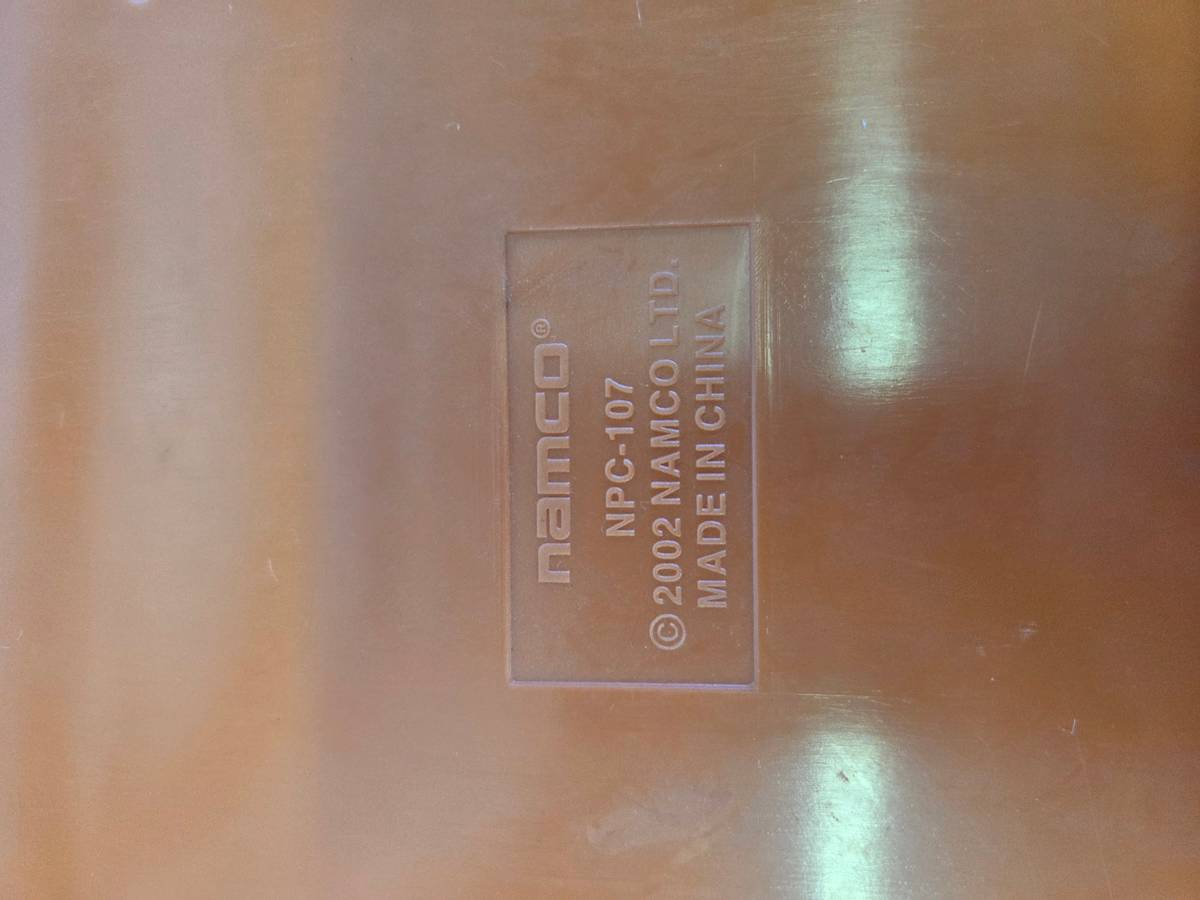 namco®
NPC-107
© 2002 NAMCO LTD.
MADE IN CHINA